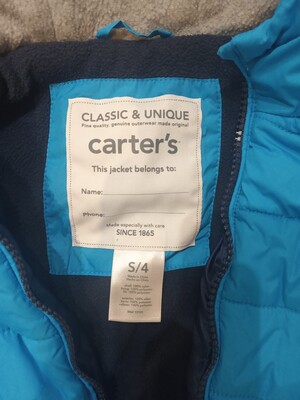 CLASSIC & UNIQUE
Fine quality, genuine outerwear made original
carter's
This jacket belongs to:
Name:
Phone:
made especially with care
SINCE 1865
S/4